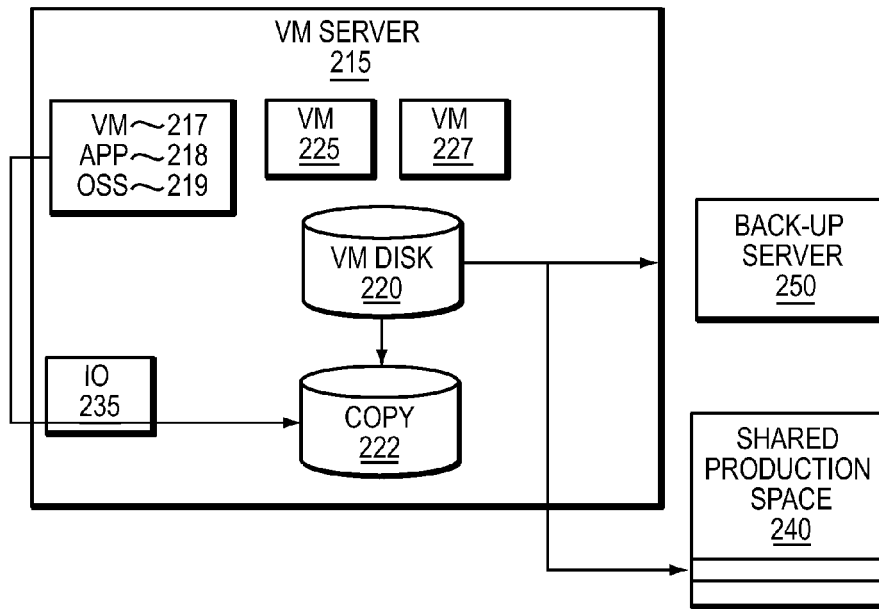 VM SERVER
215
VM~217
APP~218
OSS~219
VM
225
VM
227
VM DISK
220
BACK-UP
SERVER
250
IO
235
COPY
222
SHARED
PRODUCTION
SPACE
240